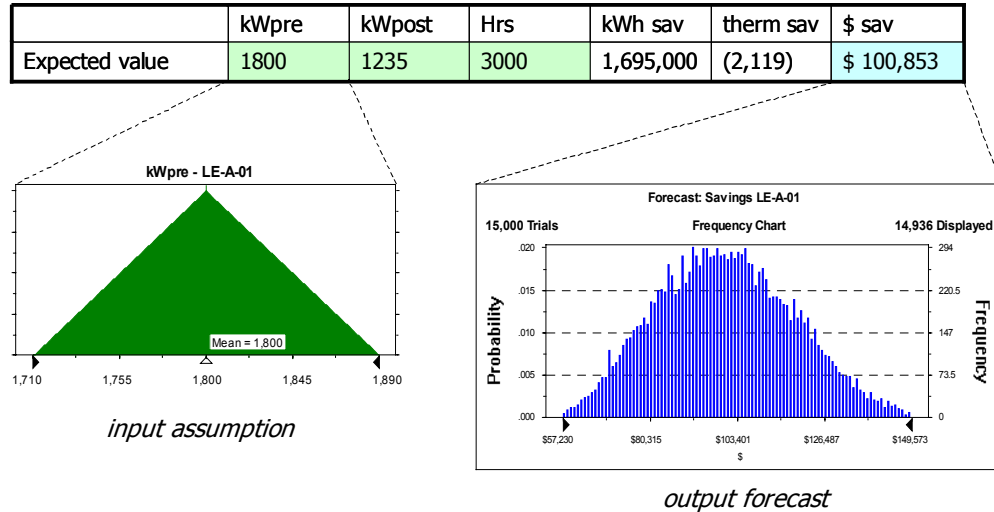 kWpre kWpost Hrs kWh sav therm sav $ sav
Expected value 1800 1235 3000 1,695,000 (2,119) $ 100,853
kWpre - LE-A-01
Mean = 1,800
1,710 1,755 1,800 1,845 1,890
input assumption
Forecast: Savings LE-A-01
15,000 Trials Frequency Chart 14,936 Displayed
Probability
.020
.015
.010
.005
.000
294
220.5
147
73.5
0
Frequency
$57,230 $80,315 $103,401 $126,487 $149,573
$
output forecast